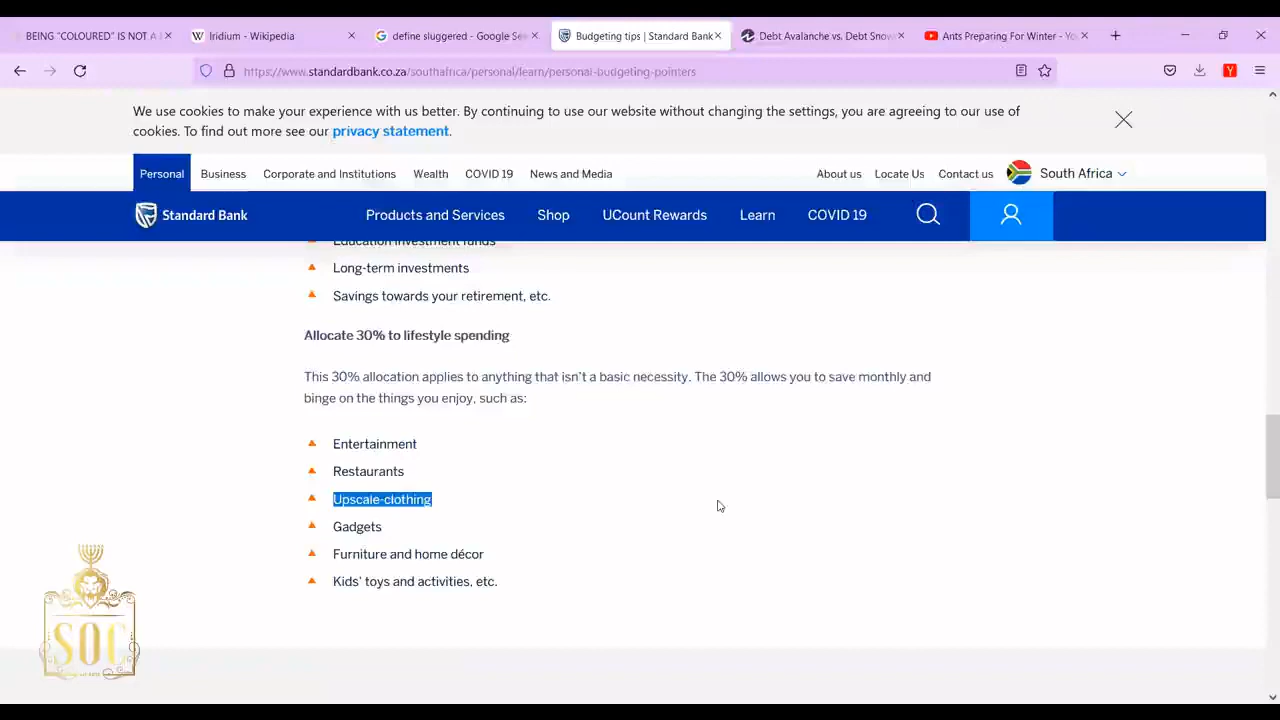 BEING "COLOURED" IS NOT A
Iridium - Wikipedia
define sluggered - Google Se
Budgeting tips | Standard Bank
Debt Avalanche vs. Debt Snow
Ants Preparing For Winter - Yo
https://www.standardbank.co.za/southafrica/personal/learn/personal-budgeting-pointers
We use cookies to make your experience with us better. By continuing to use our website without changing the settings, you are agreeing to our use of
cookies. To find out more see our privacy statement.
Personal Business Corporate and Institutions Wealth COVID 19 News and Media About us Locate Us Contact us South Africa
Standard Bank Products and Services Shop UCount Rewards Learn COVID 19
Education investment funds
Long-term investments
Savings towards your retirement, etc.
Allocate 30% to lifestyle spending
This 30% allocation applies to anything that isn't a basic necessity. The 30% allows you to save monthly and
binge on the things you enjoy, such as:
Entertainment
Restaurants
Upscale-clothing
Gadgets
Furniture and home décor
Kids' toys and activities, etc.
SOC